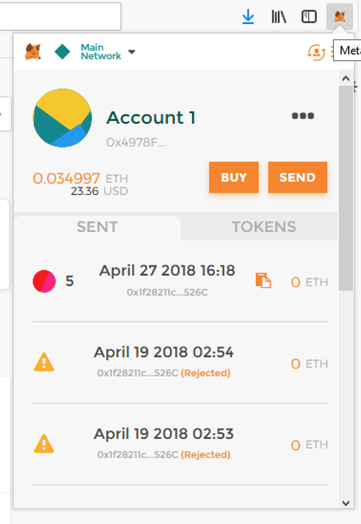 Main
Network
Meta
Account 1
0x4978F...
0.034997 ETH
23.36 USD
BUY
SEND
SENT
TOKENS
5
April 27 2018 16:18
0x1f28211c...526C
0 ETH
April 19 2018 02:54
0x1f28211c...526C (Rejected)
0 ETH
April 19 2018 02:53
0x1f28211c...526C (Rejected)
0 ETH